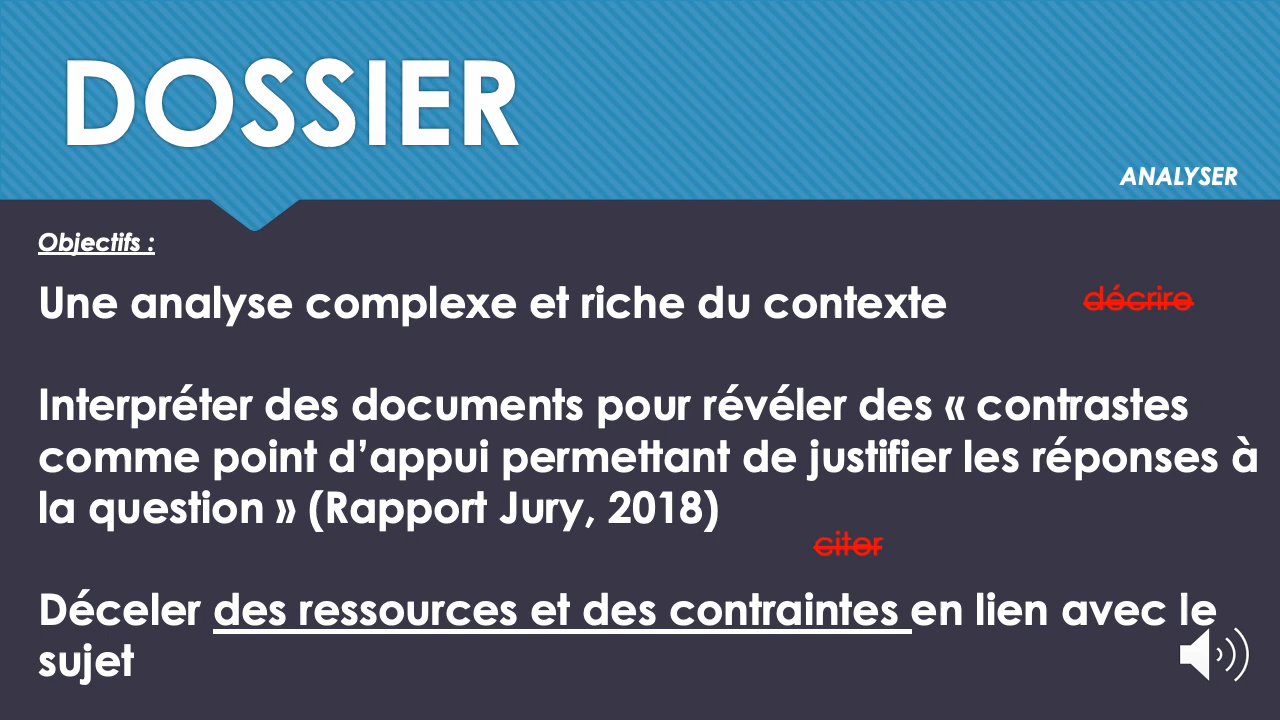 DOSSIER
ANALYSER
Objectifs :
Une analyse complexe et riche du contexte
décrire
Interpréter des documents pour révéler des « contrastes
comme point d’appui permettant de justifier les réponses à
la question » (Rapport Jury, 2018)
citer
Déceler des ressources et des contraintes en lien avec le
sujet